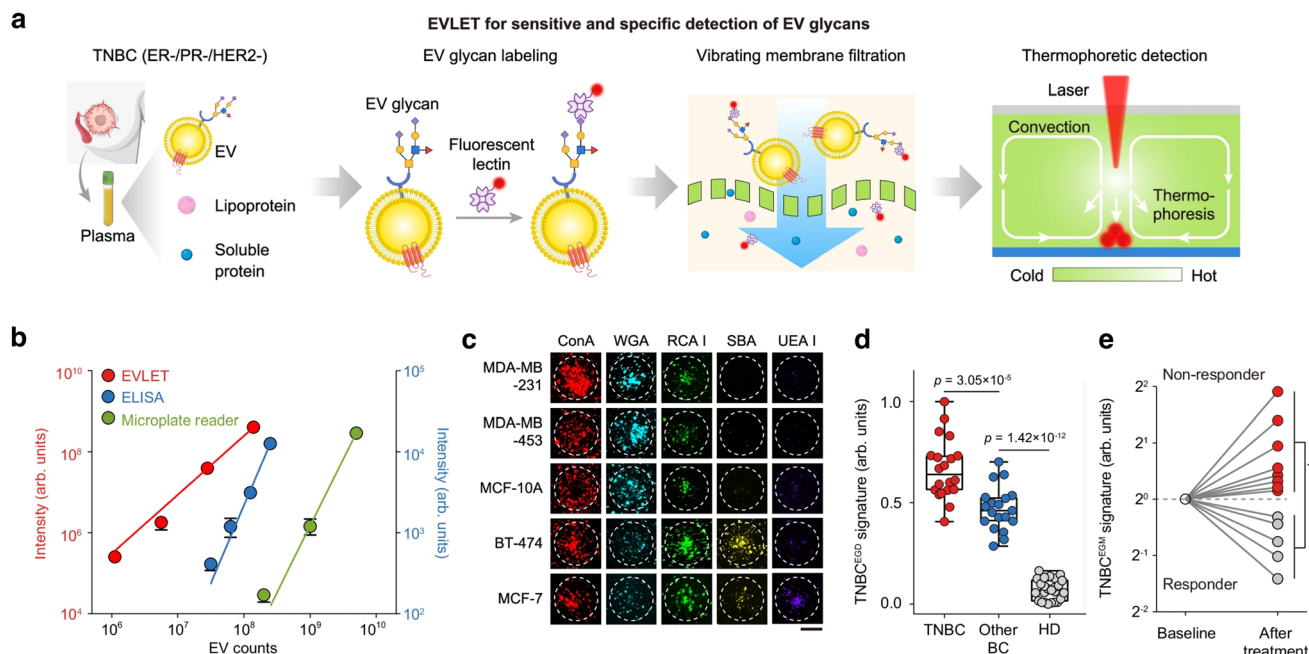 a
EVLET for sensitive and specific detection of EV glycans
TNBC (ER-/PR-/HER2-)
EV
Plasma
Lipoprotein
Soluble
protein
EV glycan labeling
EV glycan
Fluorescent
lectin
Vibrating membrane filtration
Thermophoretic detection
Laser
Convection
Thermo-
phoresis
Cold
Hot
b
EVLET
ELISA
Microplate reader
Intensity (arb. units)
10¹⁰
10⁸
10⁶
10⁴
10⁵
10⁴
10³
10²
Intensity (arb. units)
10⁶ 10⁷ 10⁸ 10⁹ 10¹⁰
EV counts
c
ConA WGA RCA I SBA UEA I
MDA-MB
-231
MDA-MB
-453
MCF-10A
BT-474
MCF-7
d
TNBCᴱᴳᴰ signature (arb. units)
1.0
0.5
0.0
p = 3.05×10⁻⁵
p = 1.42×10⁻¹²
TNBC Other HD
BC
e
TNBCᴱᴳᴹ signature (arb. units)
2²
2¹
2⁰
2⁻¹
2⁻²
Non-responder
Responder
Baseline After
treatment